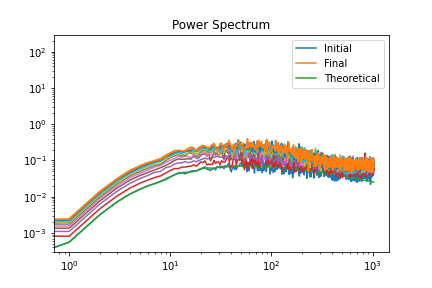 Power Spectrum
Initial
Final
Theoretical
10²
10¹
10⁰
10⁻¹
10⁻²
10⁻³
10⁰ 10¹ 10² 10³